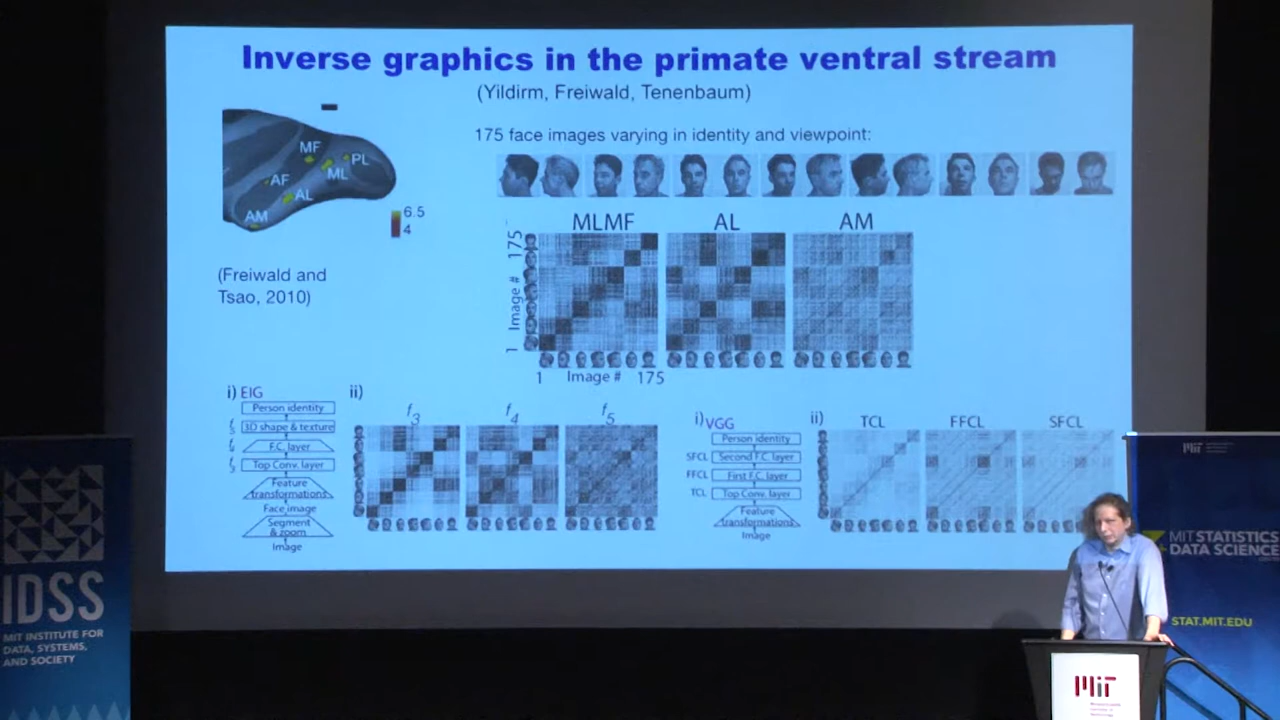 Inverse graphics in the primate ventral stream
(Yildirim, Freiwald, Tenenbaum)
175 face images varying in identity and viewpoint:
MF
PL
ML
AF
AL
AM
6.5
4
(Freiwald and
Tsao, 2010)
MLMF
AL
AM
175
Image #
1
1 Image # 175
i) EIG
Person identity
3D shape & texture
F.C. layer
Top Conv. layer
Feature
transformations
Face image
Segment
& zoom
Image
ii)
f3
f4
f5
i) VGG
Person identity
SFCL Second F.C. layer
FFCL First F.C. layer
TCL Top Conv. layer
Feature
transformations
Image
ii)
TCL
FFCL
SFCL
IDSS
MIT INSTITUTE FOR
DATA, SYSTEMS,
AND SOCIETY
MIT
MIT STATISTICS
DATA SCIENCE
STAT.MIT.EDU
MIT